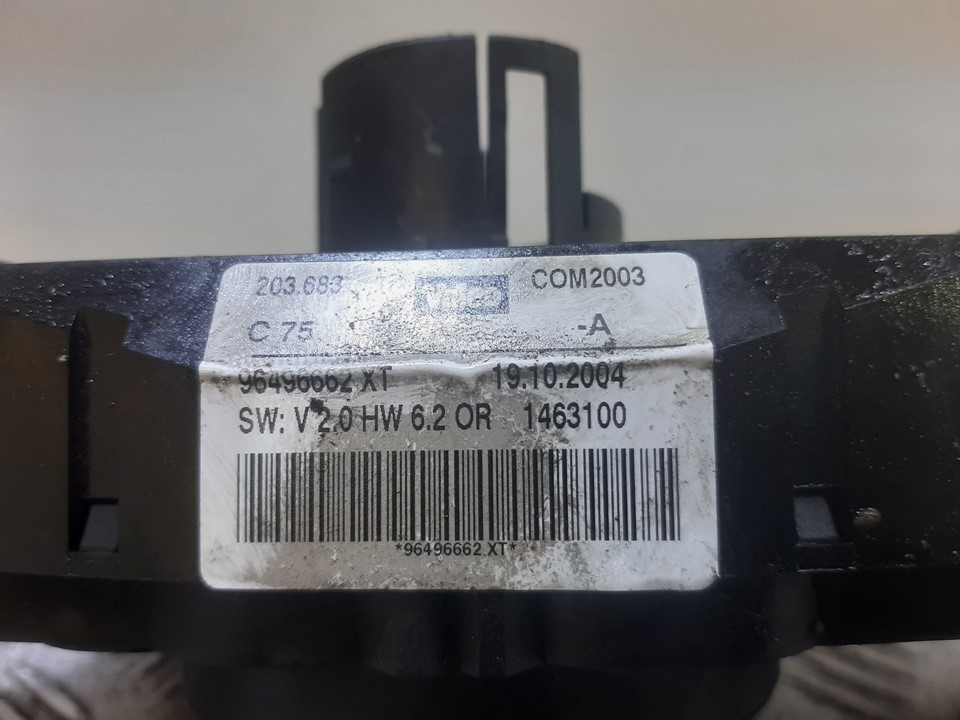 203.683 Valeo COM2003
C 75 -A
96496662 XT 19.10.2004
SW: V 2.0 HW 6.2 OR 1463100
*96496662.XT*